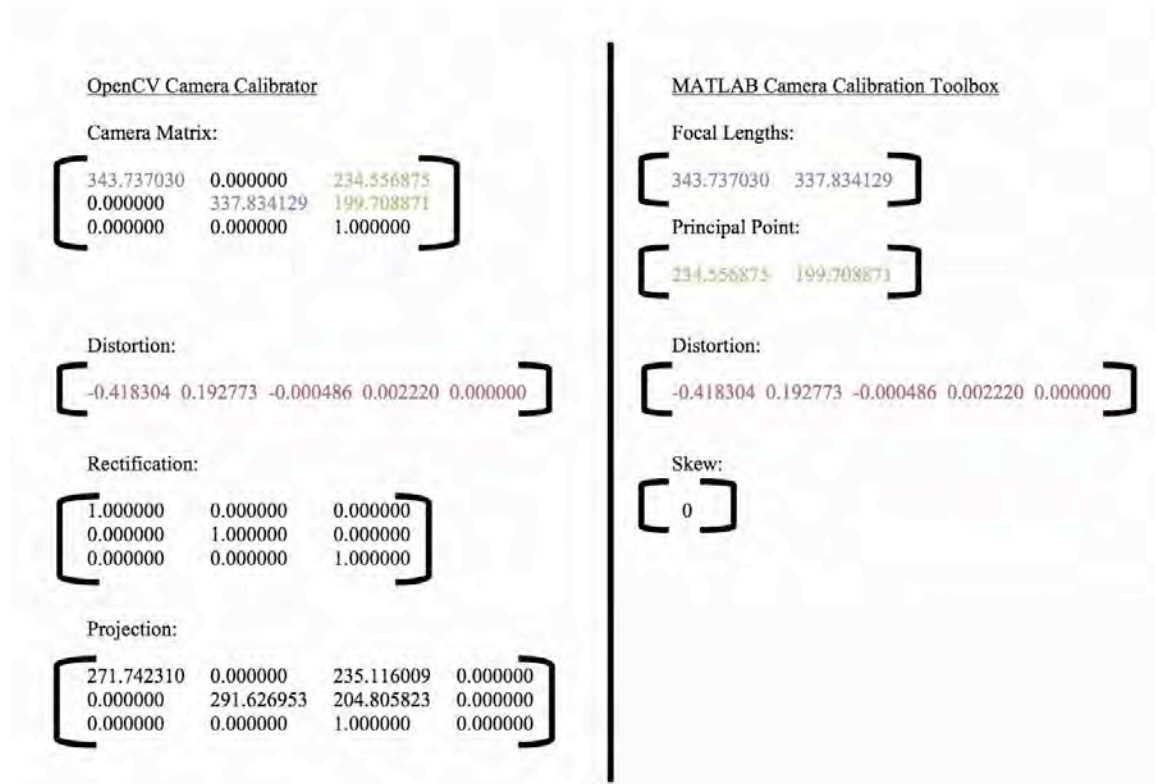 OpenCV Camera Calibrator
Camera Matrix:
343.737030 0.000000 234.556875
0.000000 337.834129 199.708871
0.000000 0.000000 1.000000
Distortion:
-0.418304 0.192773 -0.000486 0.002220 0.000000
Rectification:
1.000000 0.000000 0.000000
0.000000 1.000000 0.000000
0.000000 0.000000 1.000000
Projection:
271.742310 0.000000 235.116009 0.000000
0.000000 291.626953 204.805823 0.000000
0.000000 0.000000 1.000000 0.000000
MATLAB Camera Calibration Toolbox
Focal Lengths:
343.737030 337.834129
Principal Point:
234.556875 199.708871
Distortion:
-0.418304 0.192773 -0.000486 0.002220 0.000000
Skew:
0